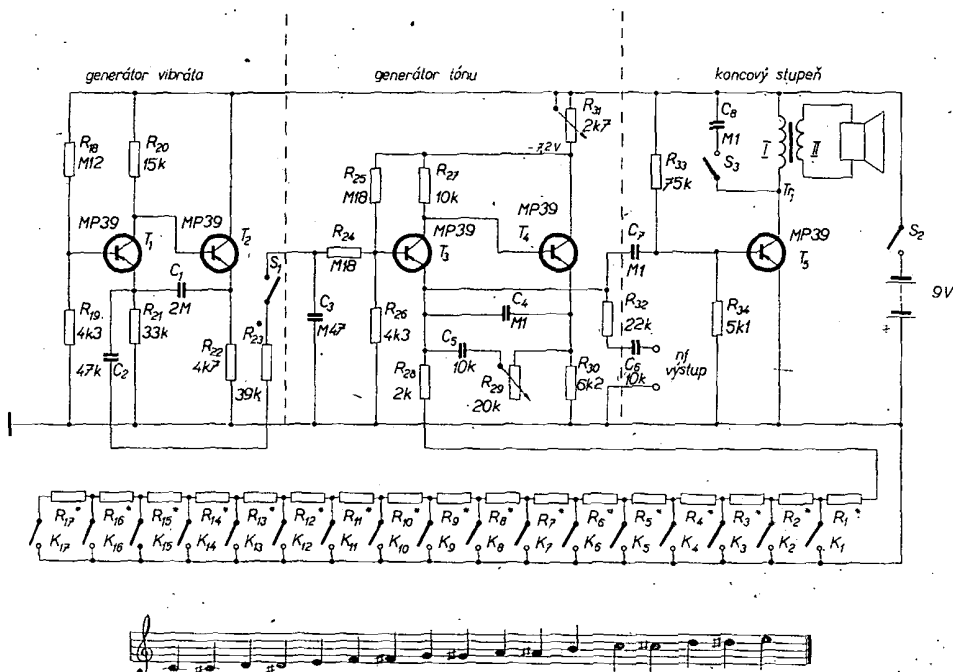 generátor vibráta
generátor tónu
koncový stupeň
R18 M12
R20 15k
R25 M18
R27 10k
-7,2V
R31 2k7
R33 75k
C8 M1
S3
I
II
Tr1
MP39 T1
MP39 T2
R24 M18
MP39 T3
MP39 T4
C7 M1
MP39 T5
S2
9V
+
S1
C1 2M
R19 4k3
R21 33k
47k C2
R22 4k7
R23* 39k
C3 M47
R26 4k3
C4 M1
C5 10k
R28 2k
R29 20k
R30 6k2
R32 22k
C6 10k
nf výstup
R34 5k1
R17* R16* R15* R14* R13* R12* R11* R10* R9* R8* R7* R6* R5* R4* R3* R2* R1*
K17 K16 K15 K14 K13 K12 K11 K10 K9 K8 K7 K6 K5 K4 K3 K2 K1